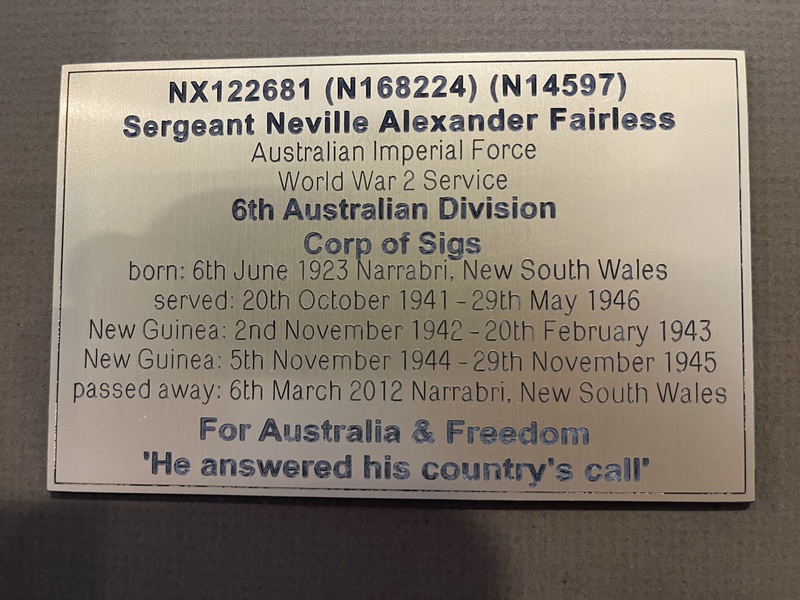 NX122681 (N168224) (N14597)
Sergeant Neville Alexander Fairless
Australian Imperial Force
World War 2 Service
6th Australian Division
Corp of Sigs
born: 6th June 1923 Narrabri, New South Wales
served: 20th October 1941 - 29th May 1946
New Guinea: 2nd November 1942 - 20th February 1943
New Guinea: 5th November 1944 - 29th November 1945
passed away: 6th March 2012 Narrabri, New South Wales
For Australia & Freedom
'He answered his country's call'